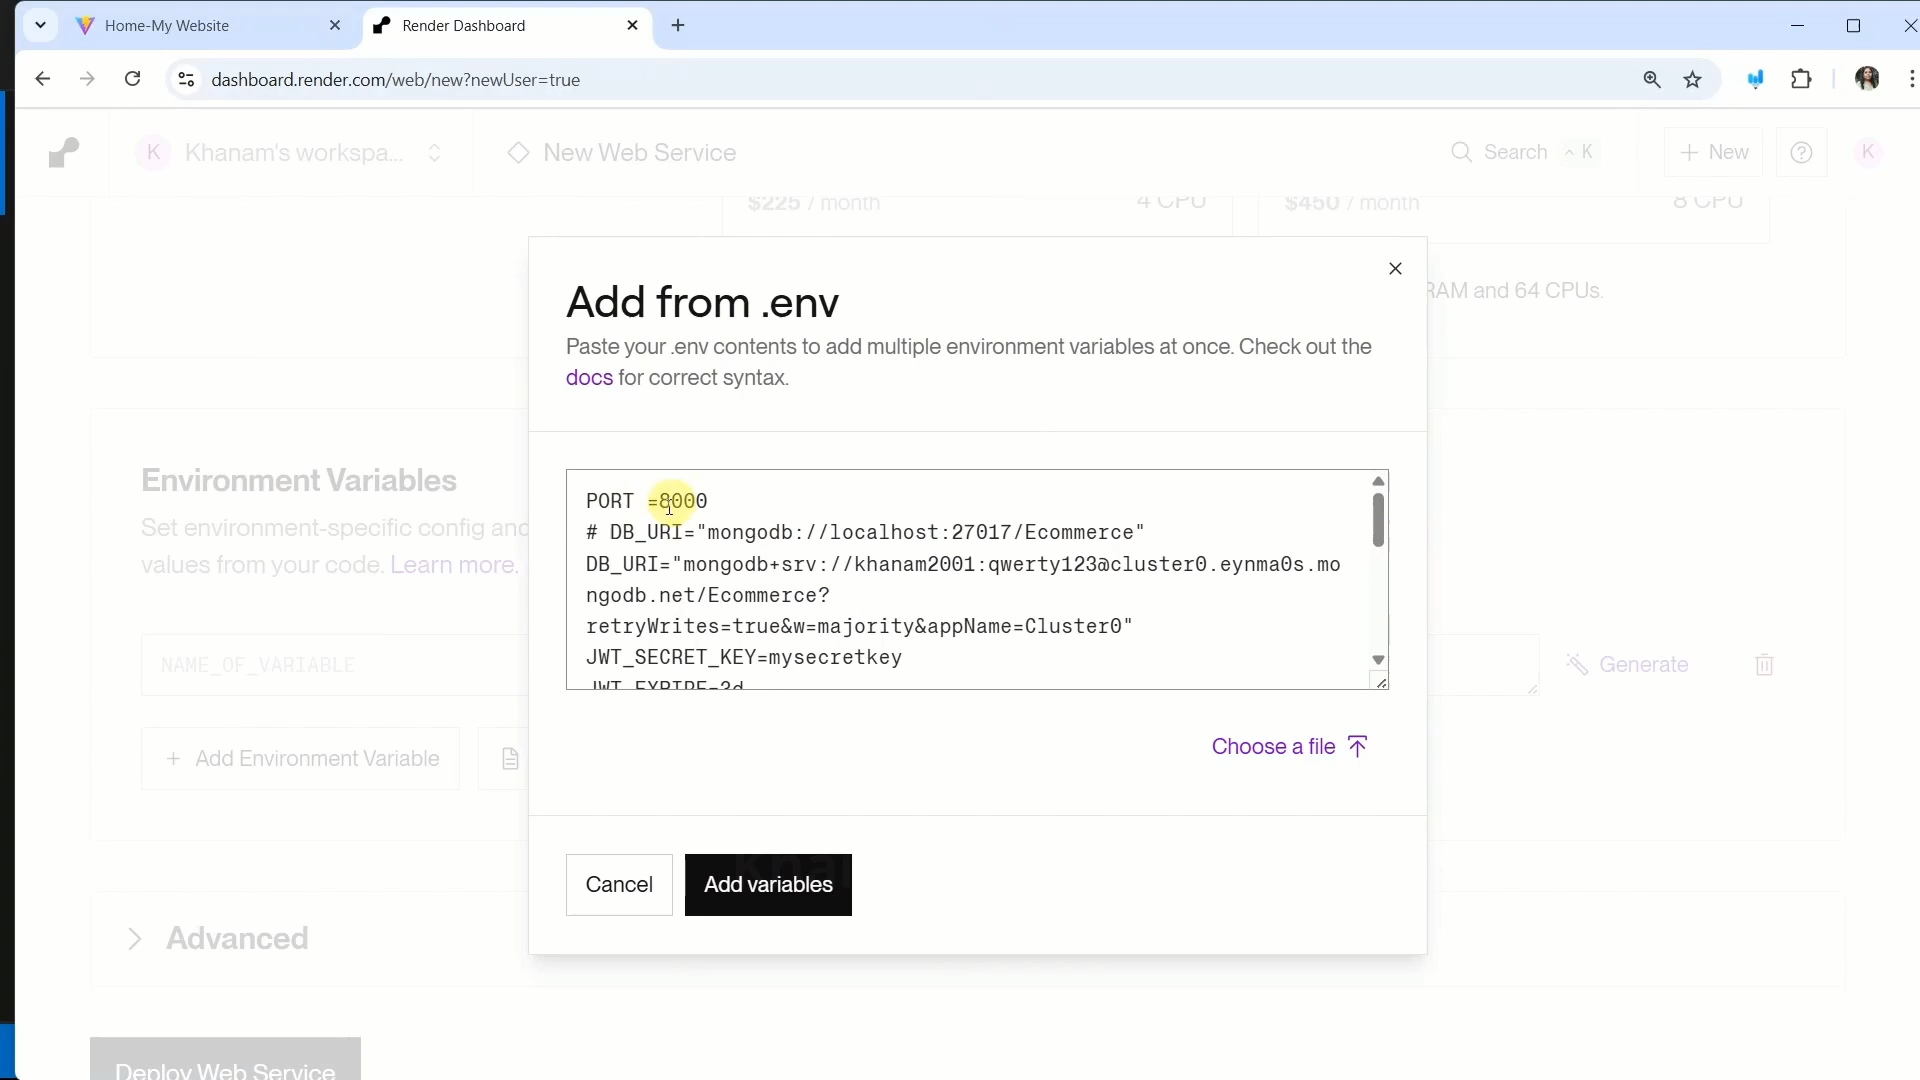 Home-My Website
Render Dashboard
dashboard.render.com/web/new?newUser=true
K
Khanam's workspa...
New Web Service
Search
K
New
K
$225 / month
4 CPU
$450 / month
8 CPU
RAM and 64 CPUs.
Add from .env
Paste your .env contents to add multiple environment variables at once. Check out the
docs for correct syntax.
Environment Variables
Set environment-specific config and
values from your code. Learn more.
PORT =8000
# DB_URI="mongodb://localhost:27017/Ecommerce"
DB_URI="mongodb+srv://khanam2001:qwerty123@cluster0.eynma0s.mo
ngodb.net/Ecommerce?
retryWrites=true&w=majority&appName=Cluster0"
JWT_SECRET_KEY=mysecretkey
JWT_EXPIRE=3d
NAME_OF_VARIABLE
Generate
+ Add Environment Variable
Choose a file
Cancel
Add variables
Advanced
Deploy Web Service